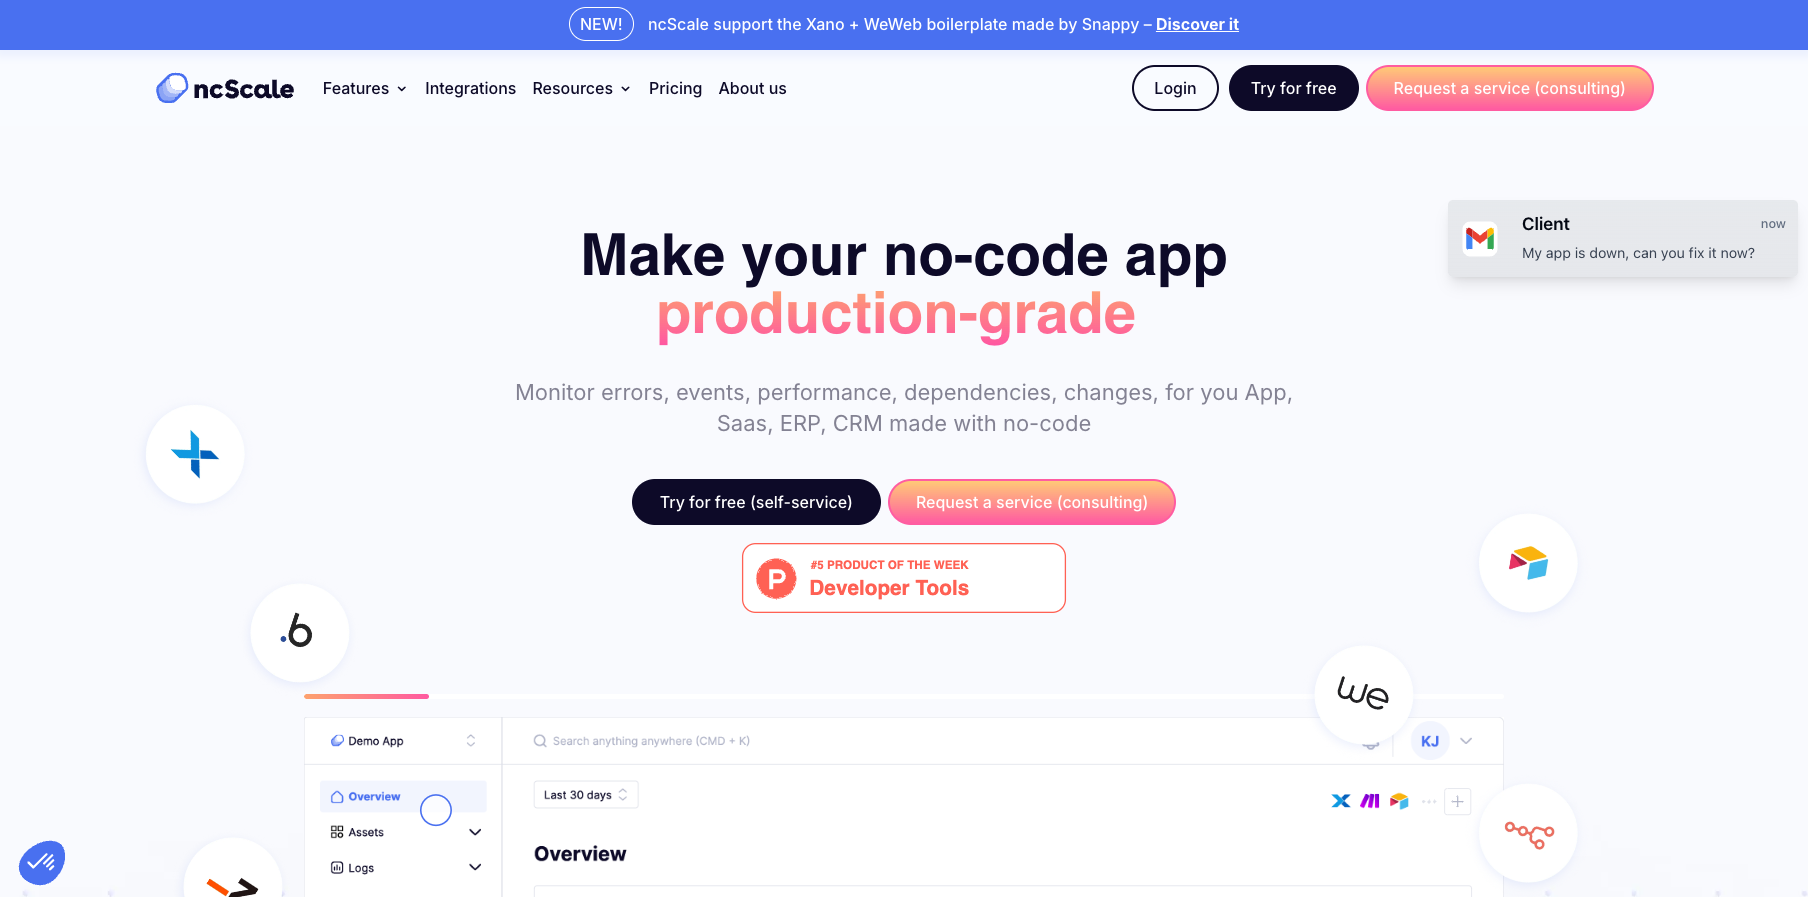 NEW! ncScale support the Xano + WeWeb boilerplate made by Snappy – Discover it
ncScale Features Integrations Resources Pricing About us Login Try for free Request a service (consulting)
Client now
My app is down, can you fix it now?
Make your no-code app
production-grade
Monitor errors, events, performance, dependencies, changes, for you App,
Saas, ERP, CRM made with no-code
Try for free (self-service) Request a service (consulting)
#5 PRODUCT OF THE WEEK
P Developer Tools
.b
we
Demo App Search anything anywhere (CMD + K) KJ
Overview Last 30 days
Assets
Logs Overview